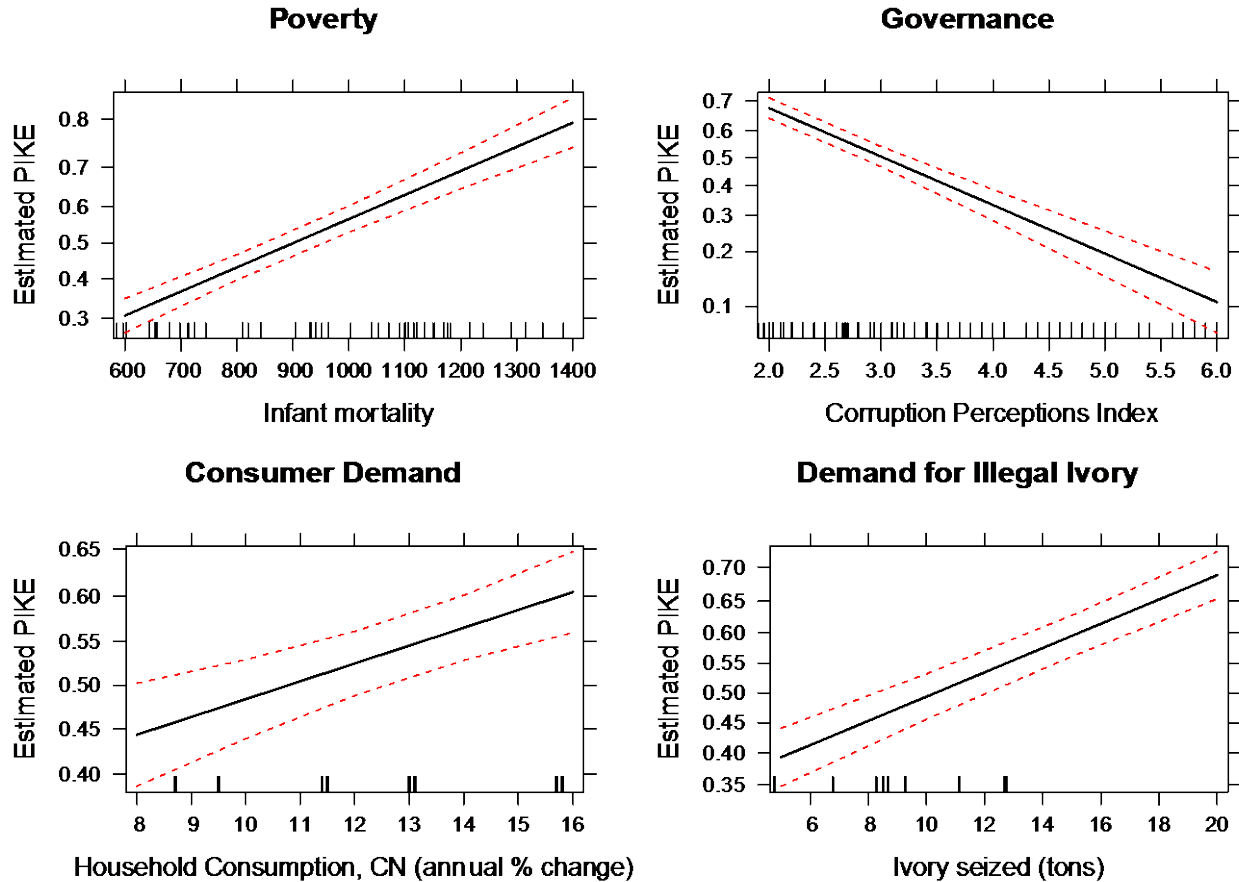 Poverty
Governance
Estimated PIKE
0.8
0.7
0.6
0.5
0.4
0.3
600 700 800 900 1000 1100 1200 1300 1400
Infant mortality
Estimated PIKE
0.7
0.6
0.5
0.4
0.3
0.2
0.1
2.0 2.5 3.0 3.5 4.0 4.5 5.0 5.5 6.0
Corruption Perceptions Index
Consumer Demand
Demand for Illegal Ivory
Estimated PIKE
0.65
0.60
0.55
0.50
0.45
0.40
8 9 10 11 12 13 14 15 16
Household Consumption, CN (annual % change)
Estimated PIKE
0.70
0.65
0.60
0.55
0.50
0.45
0.40
0.35
6 8 10 12 14 16 18 20
Ivory seized (tons)